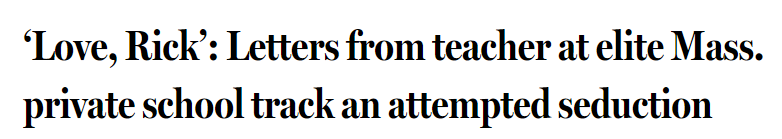 ‘Love, Rick’: Letters from teacher at elite Mass.
private school track an attempted seduction